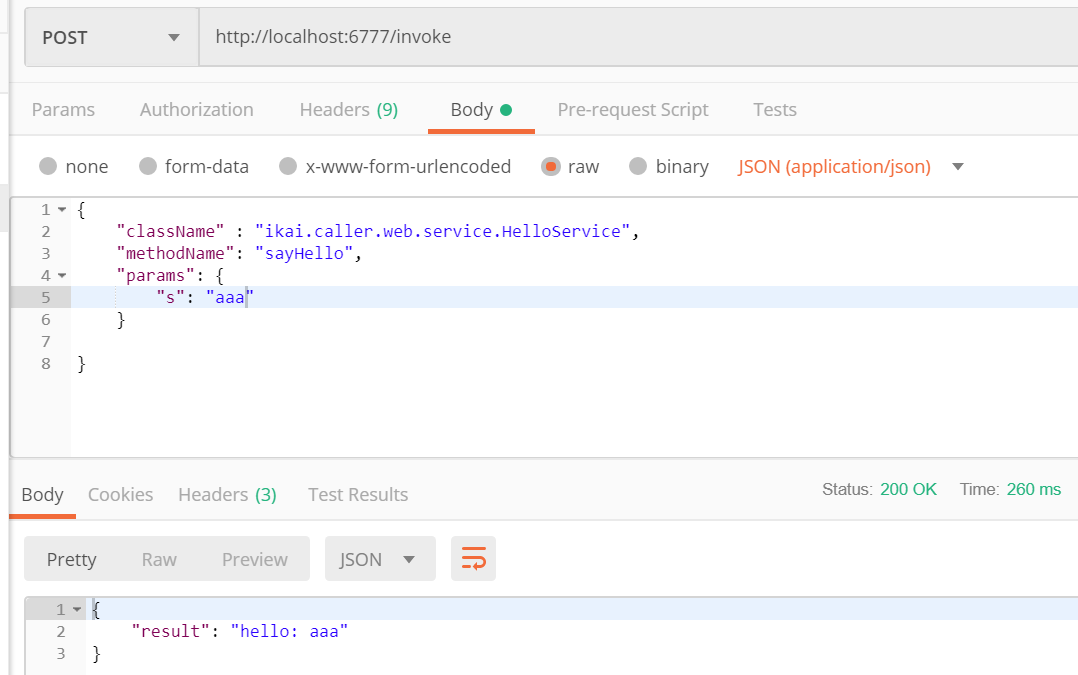 POST http://localhost:6777/invoke
Params Authorization Headers (9) Body Pre-request Script Tests
none form-data x-www-form-urlencoded raw binary JSON (application/json)
1 {
2 "className" : "ikai.caller.web.service.HelloService",
3 "methodName": "sayHello",
4 "params": {
5 "s": "aaa"
6 }
7
8 }
Body Cookies Headers (3) Test Results Status: 200 OK Time: 260 ms
Pretty Raw Preview JSON
1 {
2 "result": "hello: aaa"
3 }